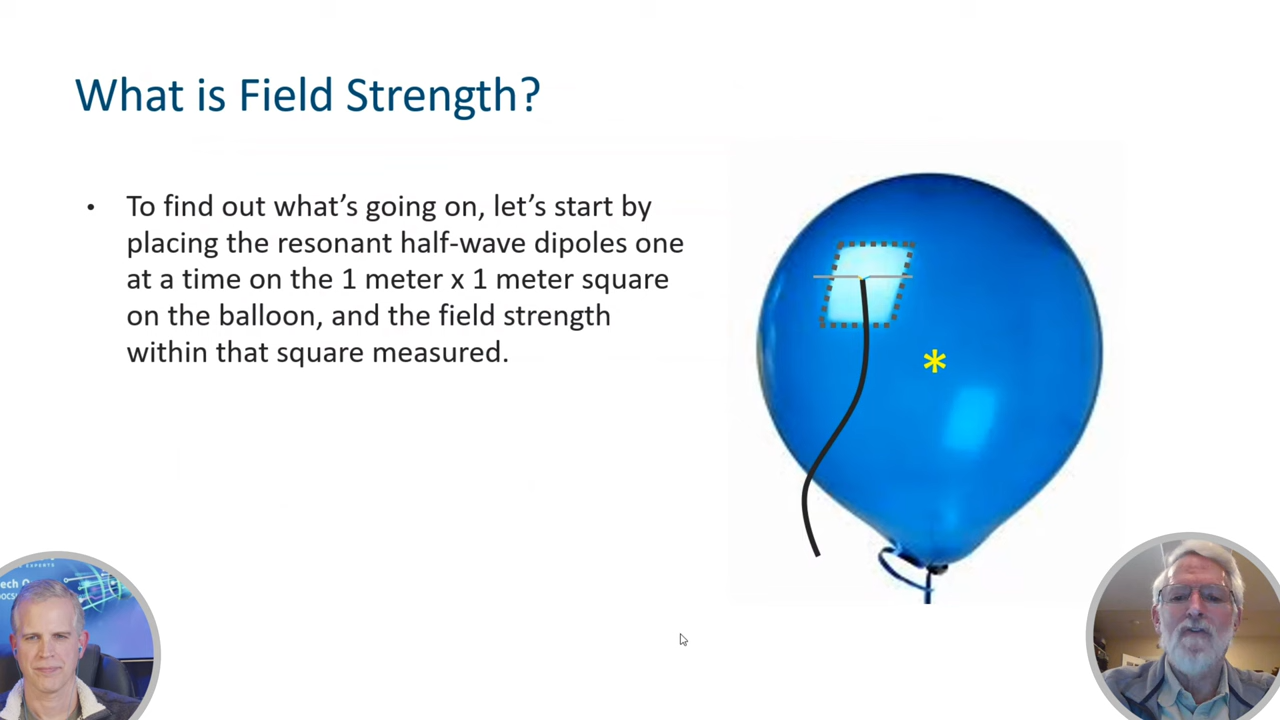 What is Field Strength?
• To find out what’s going on, let’s start by
placing the resonant half-wave dipoles one
at a time on the 1 meter x 1 meter square
on the balloon, and the field strength
within that square measured.
*
EXPERTS